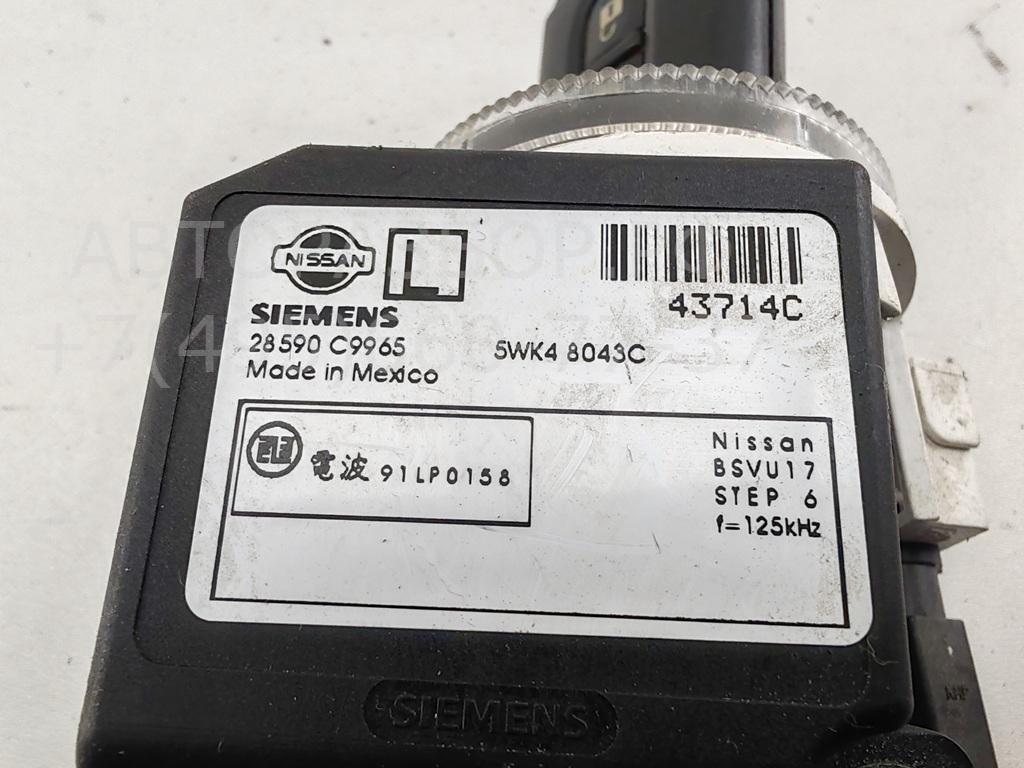 NISSAN
L
SIEMENS
43714C
28590 C9965 5WK4 8043C
Made in Mexico
電波 91LP0158
Nissan
BSVU17
STEP 6
f=125kHz
SIEMENS